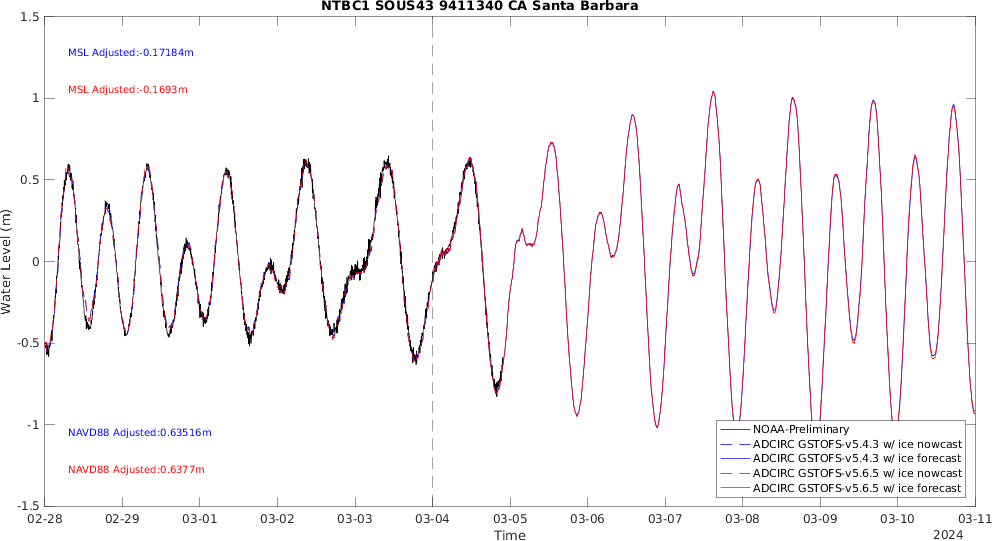 NTBC1 SOUS43 9411340 CA Santa Barbara
1.5
1
0.5
0
-0.5
-1
-1.5
Water Level (m)
MSL Adjusted:-0.17184m
MSL Adjusted:-0.1693m
NAVD88 Adjusted:0.63516m
NAVD88 Adjusted:0.6377m
NOAA-Preliminary
ADCIRC GSTOFS-v5.4.3 w/ ice nowcast
ADCIRC GSTOFS-v5.4.3 w/ ice forecast
ADCIRC GSTOFS-v5.6.5 w/ ice nowcast
ADCIRC GSTOFS-v5.6.5 w/ ice forecast
02-28 02-29 03-01 03-02 03-03 03-04 03-05 03-06 03-07 03-08 03-09 03-10 03-11
Time
2024